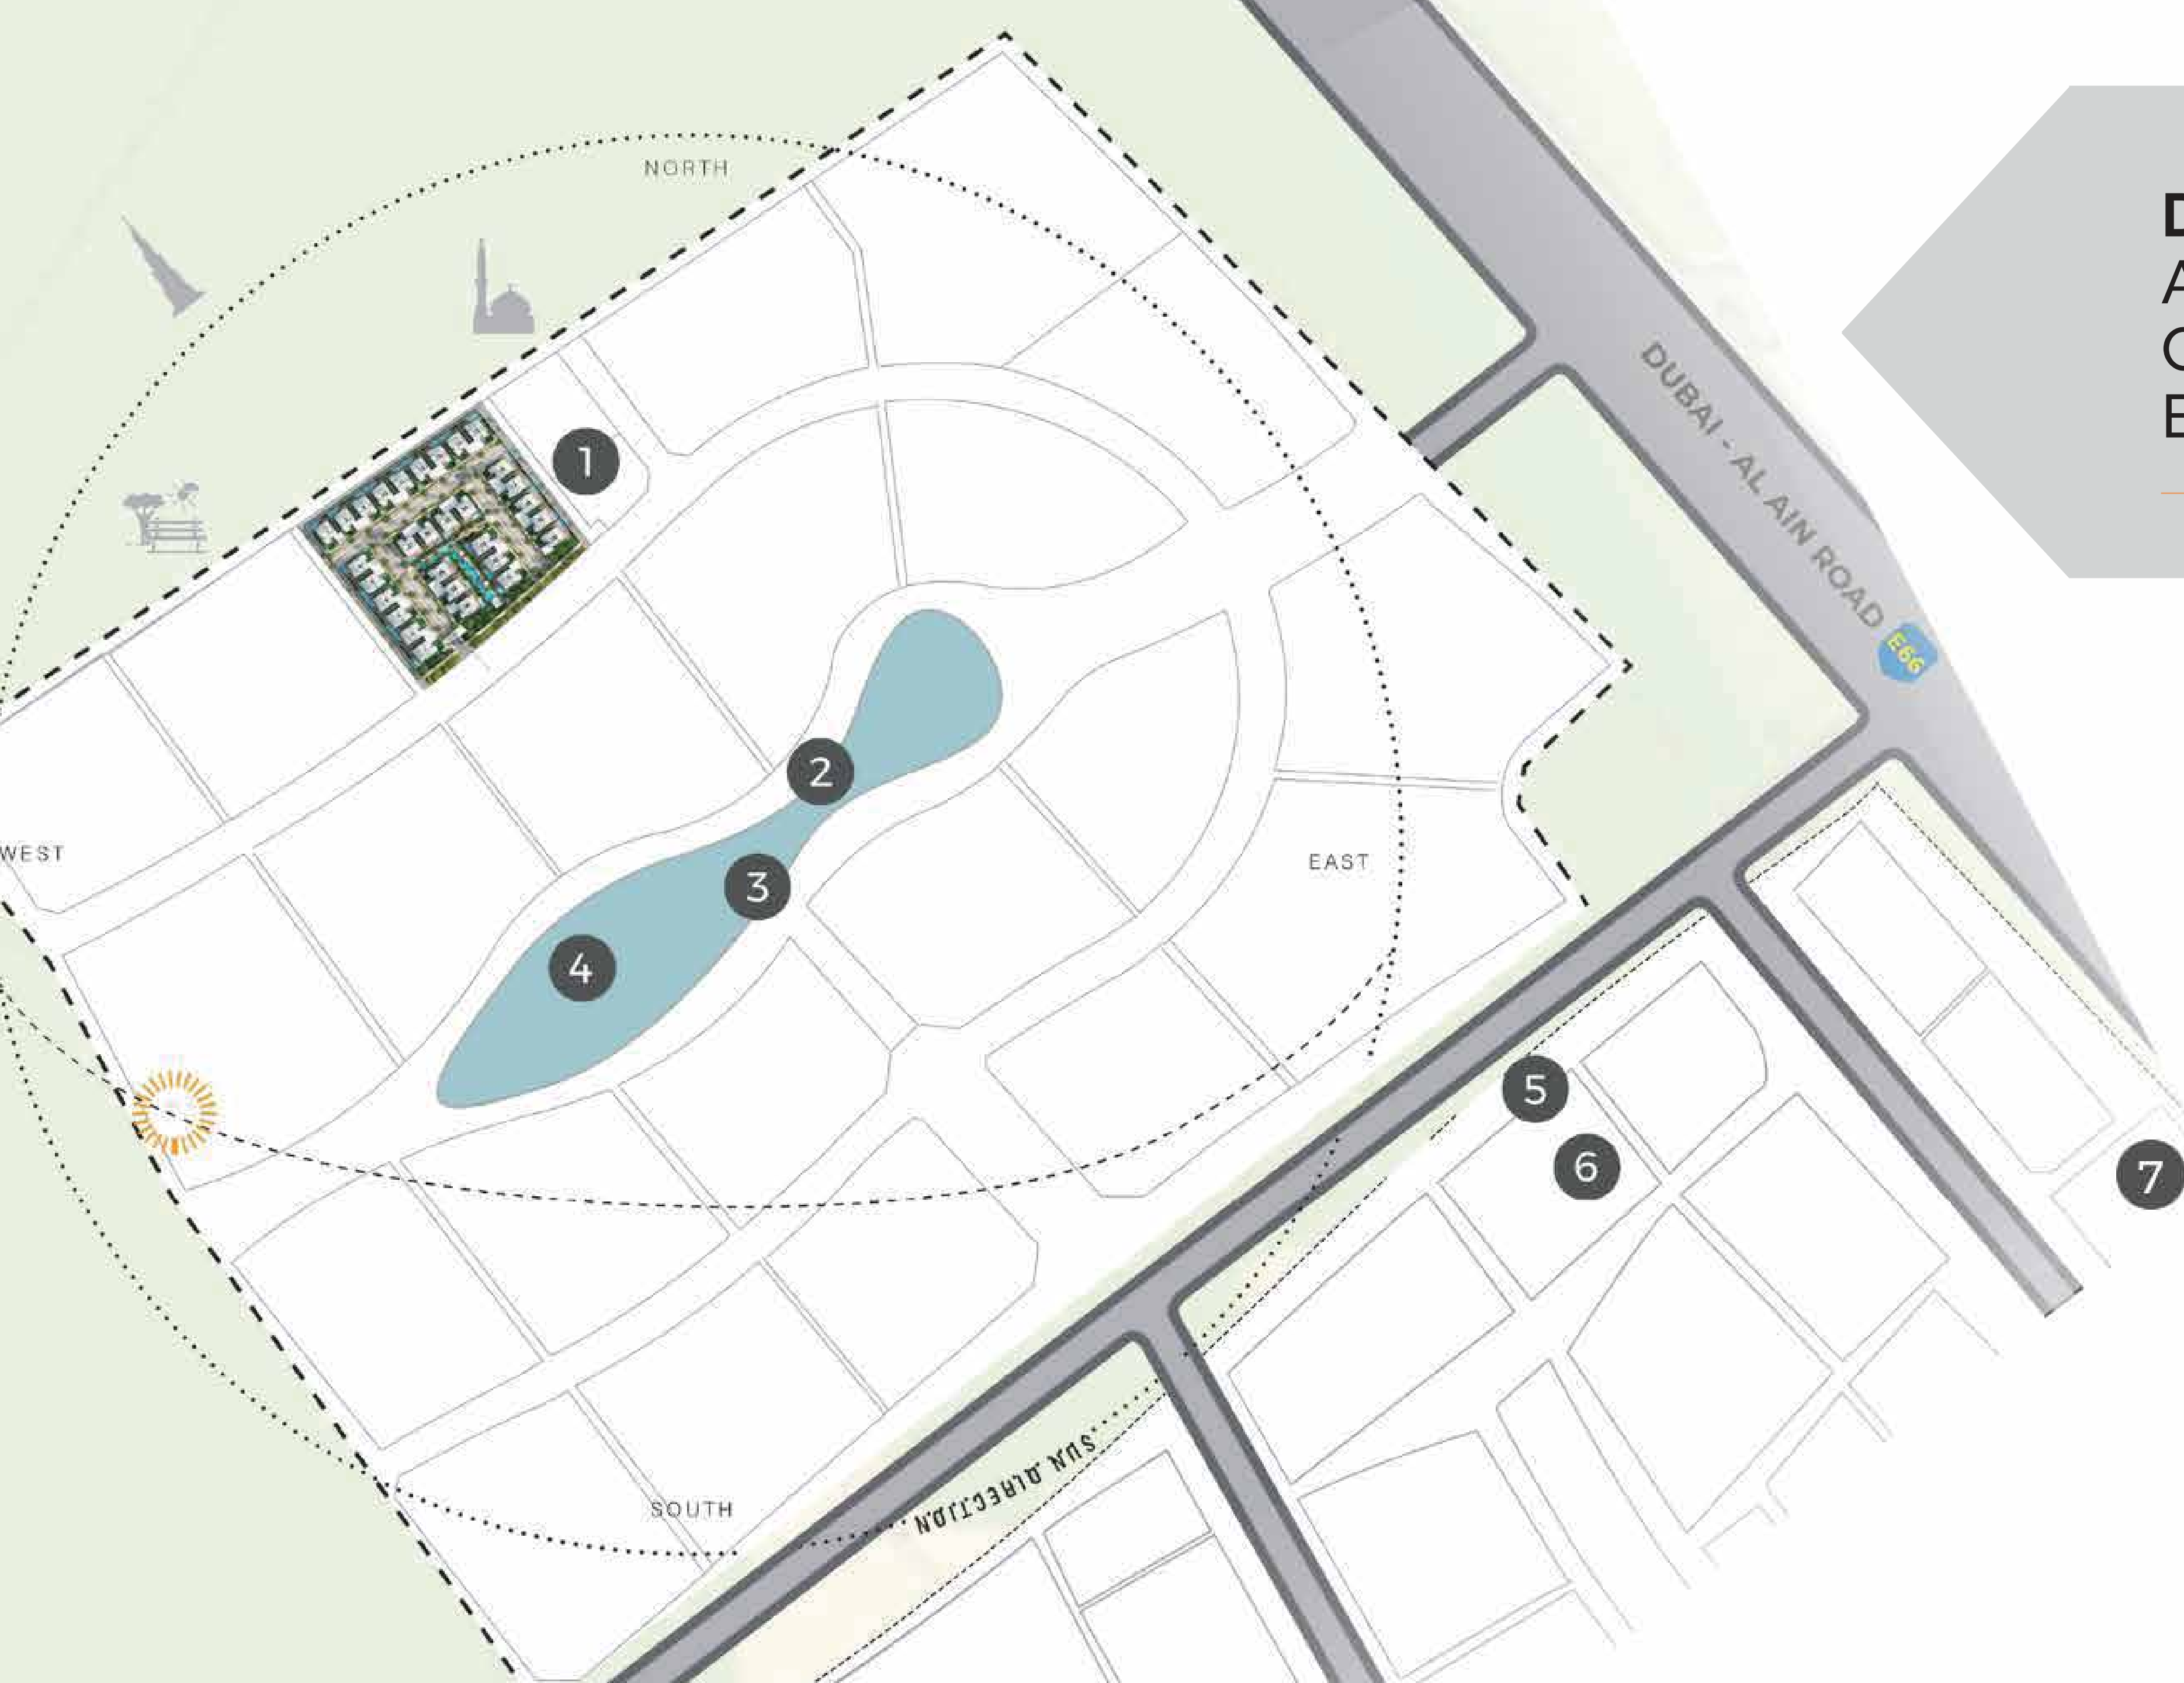 NORTH
D
A
O
E
DUBAI - AL AIN ROAD
E66
1
2
WEST
EAST
3
4
5
6
7
SOUTH
SUN DIRECTION